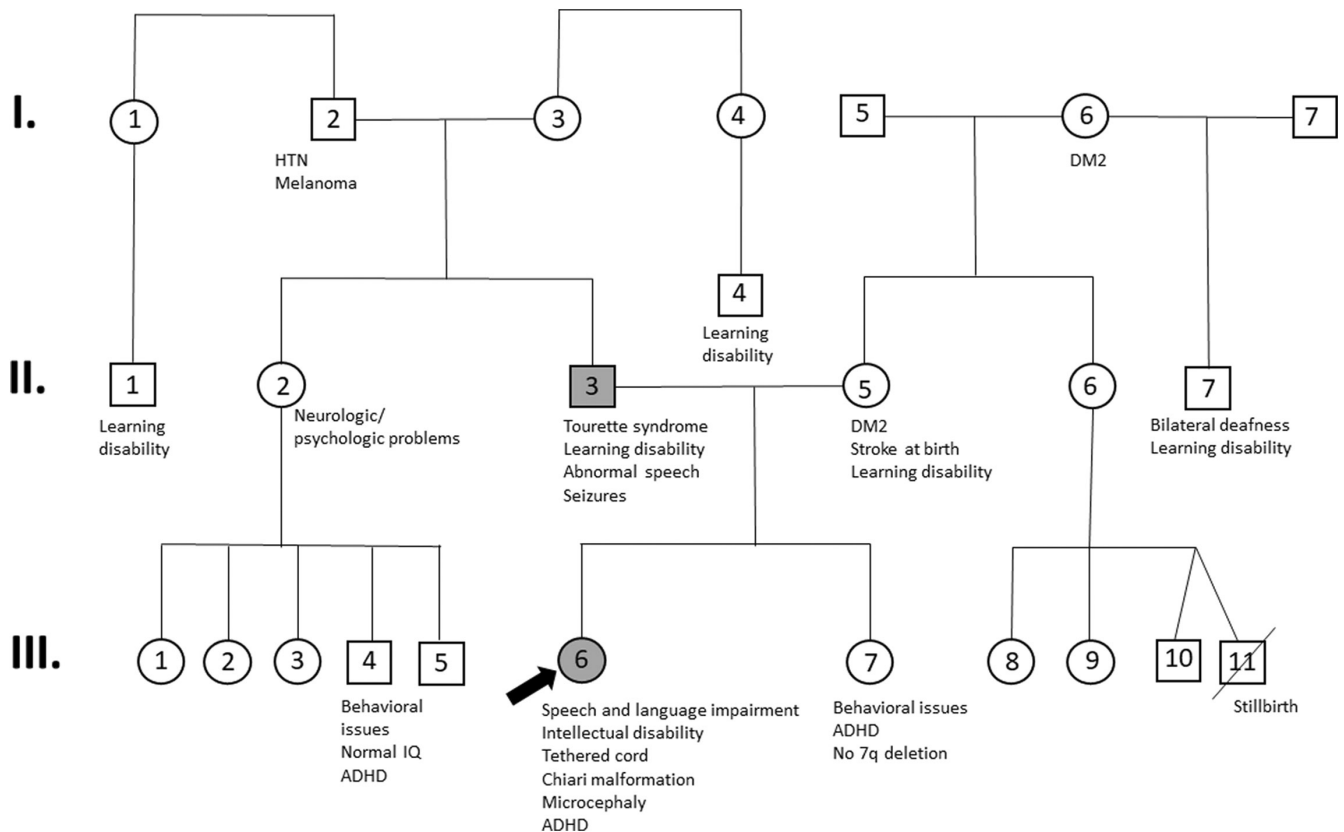 I.
1
2
3
4
5
6
7
HTN
Melanoma
DM2
4
Learning
disability
II.
1
2
3
5
6
7
Learning
disability
Neurologic/
psychologic problems
Tourette syndrome
Learning disability
Abnormal speech
Seizures
DM2
Stroke at birth
Learning disability
Bilateral deafness
Learning disability
III.
1
2
3
4
5
6
7
8
9
10
11
Behavioral
issues
Normal IQ
ADHD
Speech and language impairment
Intellectual disability
Tethered cord
Chiari malformation
Microcephaly
ADHD
Behavioral issues
ADHD
No 7q deletion
Stillbirth